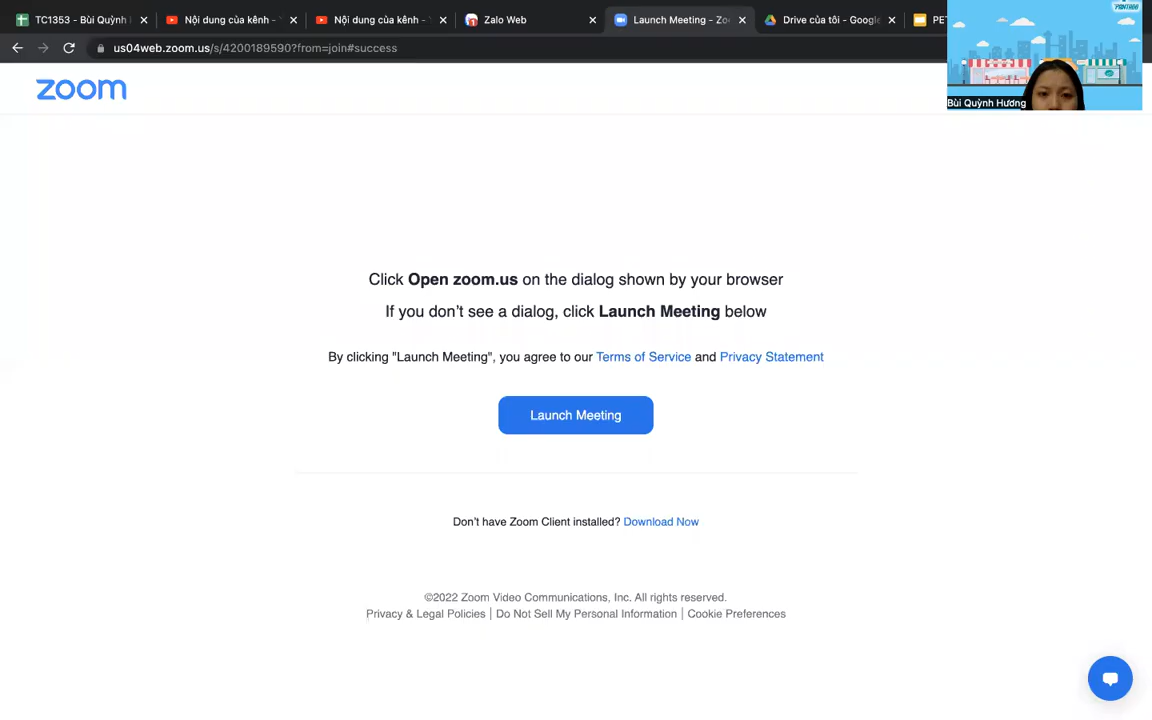 TC1353 - Bùi Quỳnh
Nội dung của kênh -
Nội dung của kênh -
Zalo Web
Launch Meeting - Zo
Drive của tôi - Google
PE
us04web.zoom.us/s/4200189590?from=join#success
zoom
Bùi Quỳnh Hương
Click Open zoom.us on the dialog shown by your browser
If you don't see a dialog, click Launch Meeting below
By clicking "Launch Meeting", you agree to our Terms of Service and Privacy Statement
Launch Meeting
Don't have Zoom Client installed? Download Now
©2022 Zoom Video Communications, Inc. All rights reserved.
Privacy & Legal Policies | Do Not Sell My Personal Information | Cookie Preferences